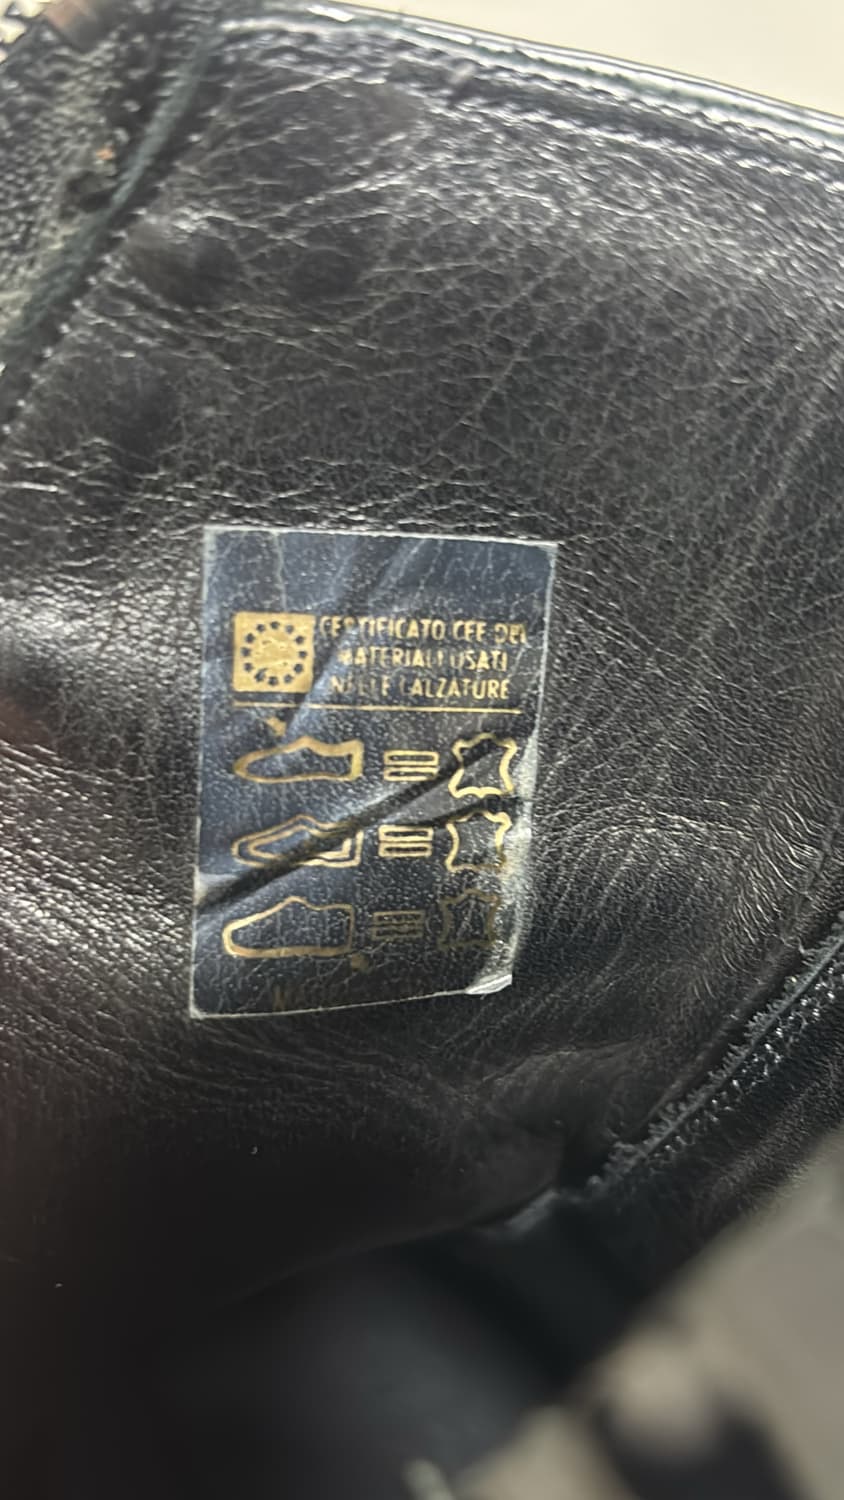 CERTIFICATO CEE DEI
MATERIALI USATI
NELLE CALZATURE